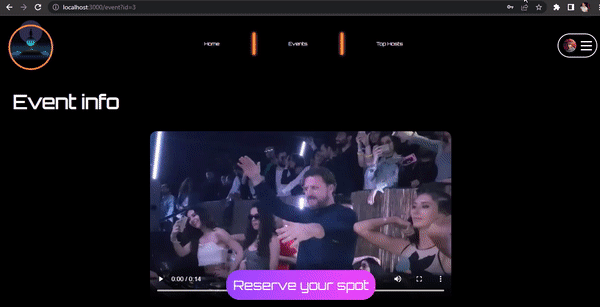 localhost:3000/event?id=3
Home
Events
Top Hosts
Event info
0:00 / 0:14
Reserve your spot